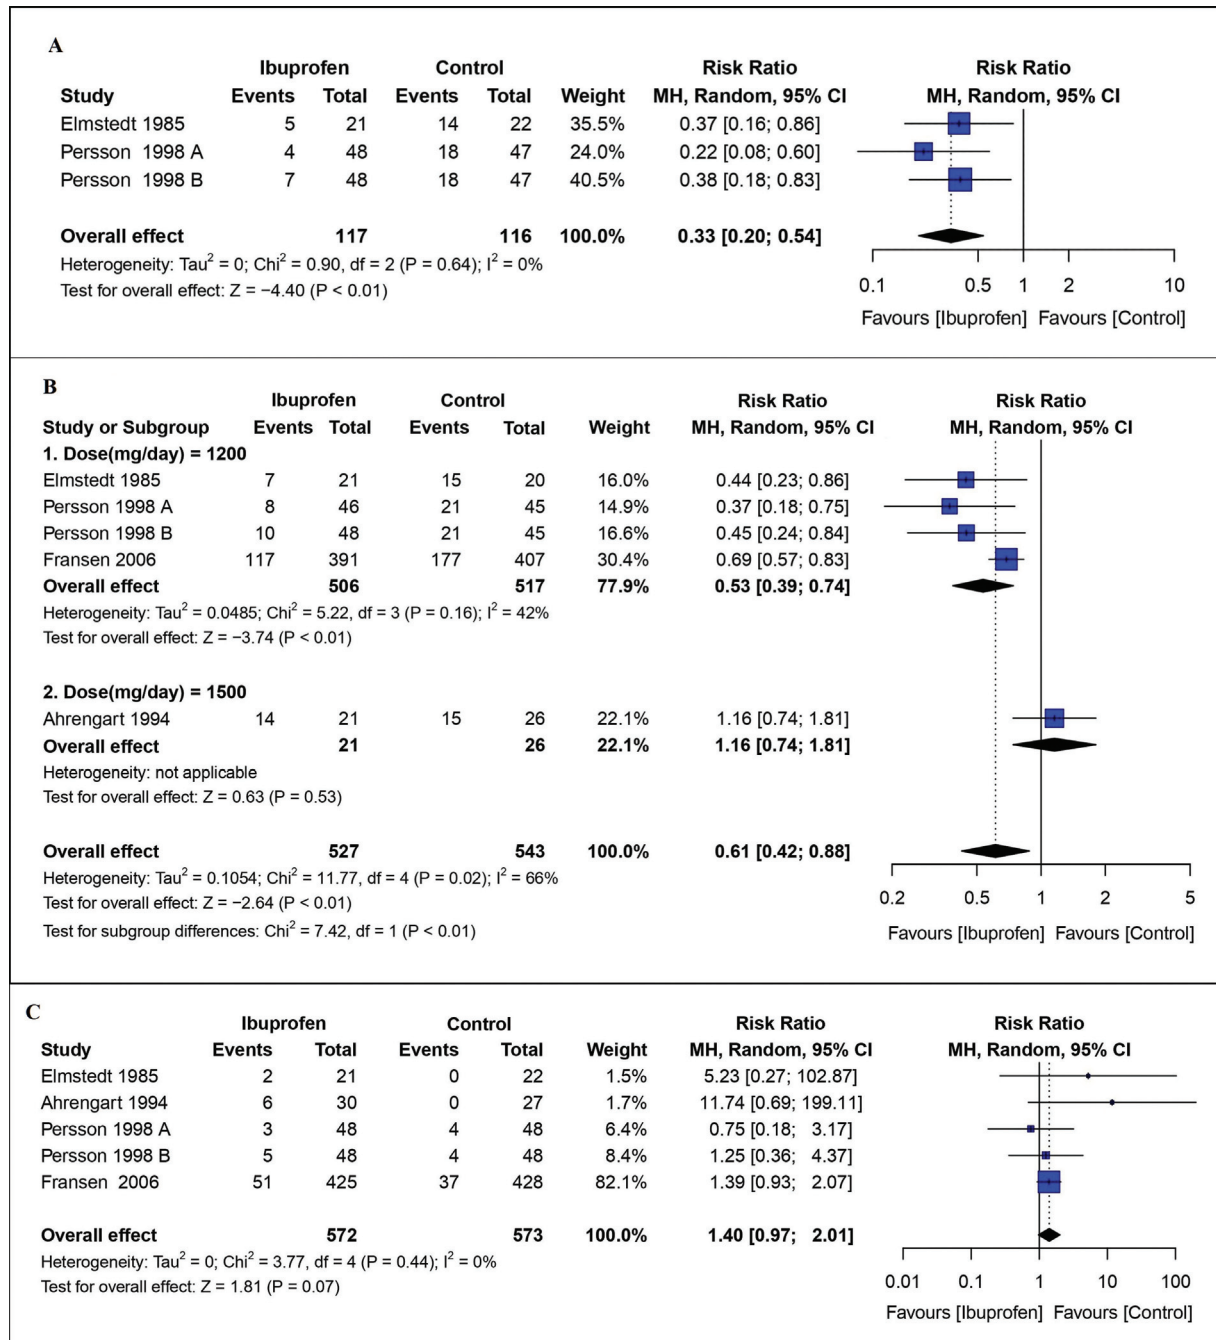 A
Ibuprofen Control Risk Ratio Risk Ratio
Study Events Total Events Total Weight MH, Random, 95% CI MH, Random, 95% CI
Elmstedt 1985 5 21 14 22 35.5% 0.37 [0.16; 0.86]
Persson 1998 A 4 48 18 47 24.0% 0.22 [0.08; 0.60]
Persson 1998 B 7 48 18 47 40.5% 0.38 [0.18; 0.83]
Overall effect 117 116 100.0% 0.33 [0.20; 0.54]
Heterogeneity: Tau² = 0; Chi² = 0.90, df = 2 (P = 0.64); I² = 0%
Test for overall effect: Z = −4.40 (P < 0.01)
0.1 0.5 1 2 10
Favours [Ibuprofen] Favours [Control]
B
Ibuprofen Control Risk Ratio Risk Ratio
Study or Subgroup Events Total Events Total Weight MH, Random, 95% CI MH, Random, 95% CI
1. Dose(mg/day) = 1200
Elmstedt 1985 7 21 15 20 16.0% 0.44 [0.23; 0.86]
Persson 1998 A 8 46 21 45 14.9% 0.37 [0.18; 0.75]
Persson 1998 B 10 48 21 45 16.6% 0.45 [0.24; 0.84]
Fransen 2006 117 391 177 407 30.4% 0.69 [0.57; 0.83]
Overall effect 506 517 77.9% 0.53 [0.39; 0.74]
Heterogeneity: Tau² = 0.0485; Chi² = 5.22, df = 3 (P = 0.16); I² = 42%
Test for overall effect: Z = −3.74 (P < 0.01)
2. Dose(mg/day) = 1500
Ahrengart 1994 14 21 15 26 22.1% 1.16 [0.74; 1.81]
Overall effect 21 26 22.1% 1.16 [0.74; 1.81]
Heterogeneity: not applicable
Test for overall effect: Z = 0.63 (P = 0.53)
Overall effect 527 543 100.0% 0.61 [0.42; 0.88]
Heterogeneity: Tau² = 0.1054; Chi² = 11.77, df = 4 (P = 0.02); I² = 66%
Test for overall effect: Z = −2.64 (P < 0.01)
Test for subgroup differences: Chi² = 7.42, df = 1 (P < 0.01)
0.2 0.5 1 2 5
Favours [Ibuprofen] Favours [Control]
C
Ibuprofen Control Risk Ratio Risk Ratio
Study Events Total Events Total Weight MH, Random, 95% CI MH, Random, 95% CI
Elmstedt 1985 2 21 0 22 1.5% 5.23 [0.27; 102.87]
Ahrengart 1994 6 30 0 27 1.7% 11.74 [0.69; 199.11]
Persson 1998 A 3 48 4 48 6.4% 0.75 [0.18; 3.17]
Persson 1998 B 5 48 4 48 8.4% 1.25 [0.36; 4.37]
Fransen 2006 51 425 37 428 82.1% 1.39 [0.93; 2.07]
Overall effect 572 573 100.0% 1.40 [0.97; 2.01]
Heterogeneity: Tau² = 0; Chi² = 3.77, df = 4 (P = 0.44); I² = 0%
Test for overall effect: Z = 1.81 (P = 0.07)
0.01 0.1 1 10 100
Favours [Ibuprofen] Favours [Control]